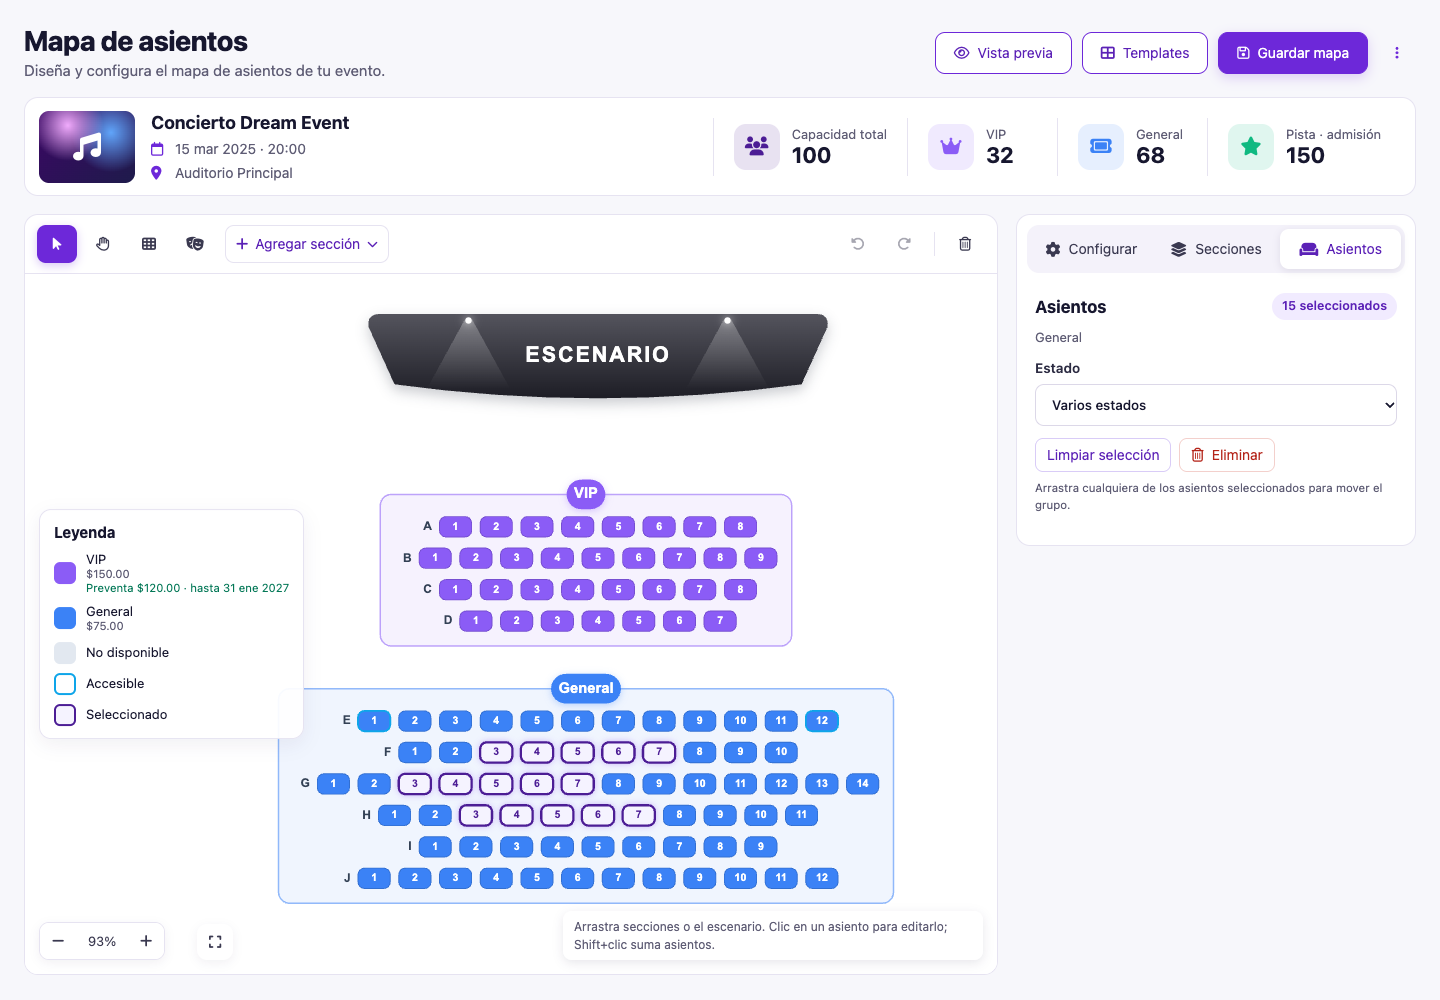 Mapa de asientos
Diseña y configura el mapa de asientos de tu evento.
Vista previa
Templates
Guardar mapa
Concierto Dream Event
15 mar 2025 · 20:00
Auditorio Principal
Capacidad total
100
VIP
32
General
68
Pista · admisión
150
Agregar sección
ESCENARIO
VIP
A 1 2 3 4 5 6 7 8
B 1 2 3 4 5 6 7 8 9
C 1 2 3 4 5 6 7 8
D 1 2 3 4 5 6 7
Leyenda
VIP
$150.00
Preventa $120.00 · hasta 31 ene 2027
General
$75.00
No disponible
Accesible
Seleccionado
General
E 1 2 3 4 5 6 7 8 9 10 11 12
F 1 2 3 4 5 6 7 8 9 10
G 1 2 3 4 5 6 7 8 9 10 11 12 13 14
H 1 2 3 4 5 6 7 8 9 10 11
I 1 2 3 4 5 6 7 8 9
J 1 2 3 4 5 6 7 8 9 10 11 12
93%
Arrastra secciones o el escenario. Clic en un asiento para editarlo;
Shift+clic suma asientos.
Configurar
Secciones
Asientos
Asientos
15 seleccionados
General
Estado
Varios estados
Limpiar selección
Eliminar
Arrastra cualquiera de los asientos seleccionados para mover el
grupo.